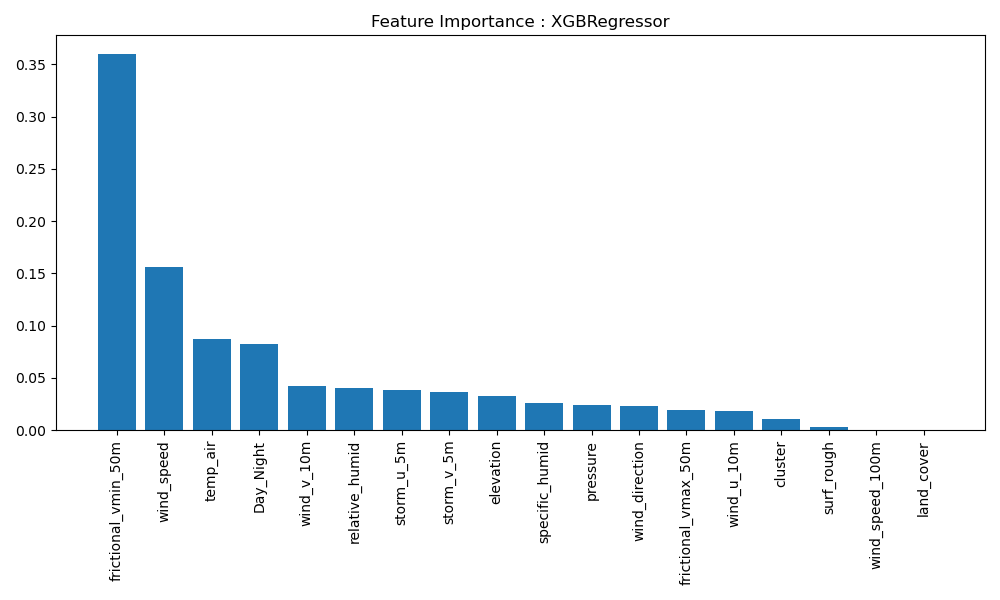 Feature Importance : XGBRegressor
0.35
0.30
0.25
0.20
0.15
0.10
0.05
0.00
frictional_vmin_50m
wind_speed
temp_air
Day_Night
wind_v_10m
relative_humid
storm_u_5m
storm_v_5m
elevation
specific_humid
pressure
wind_direction
frictional_vmax_50m
wind_u_10m
cluster
surf_rough
wind_speed_100m
land_cover